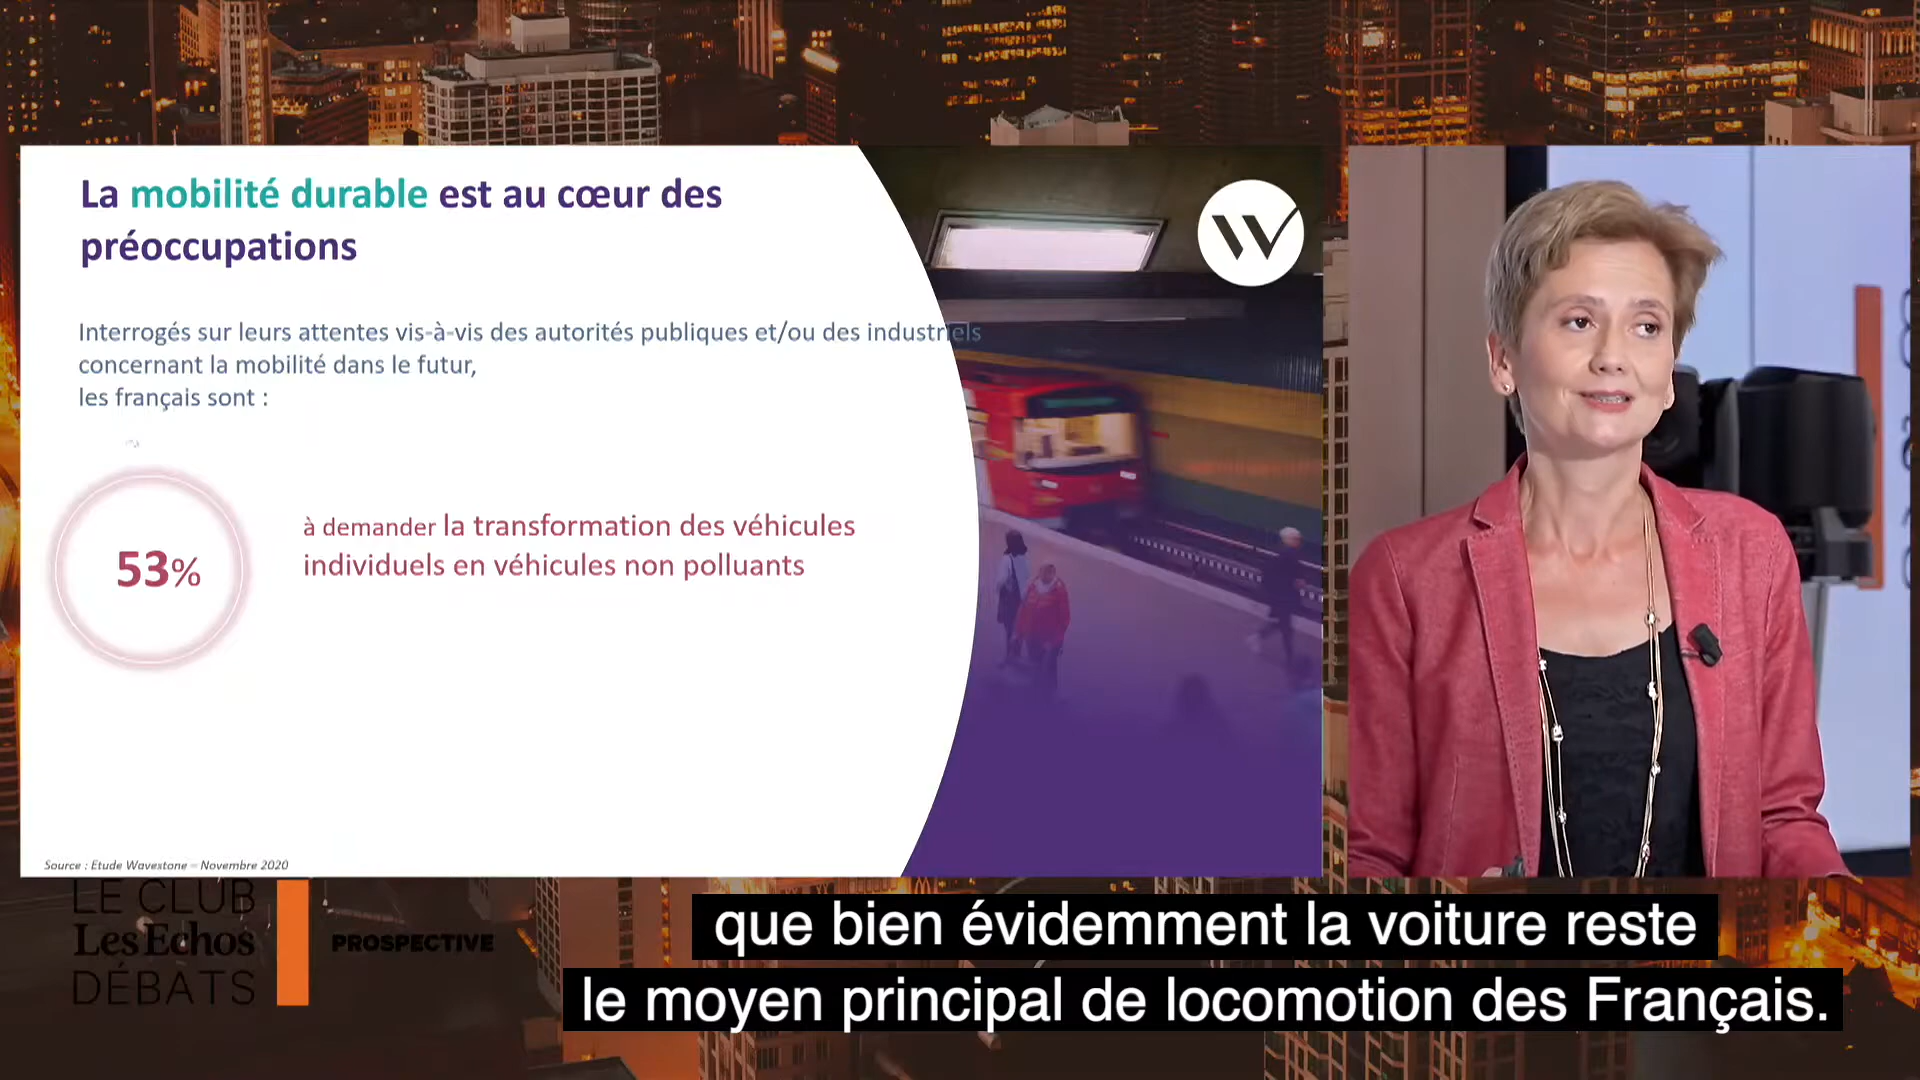 La mobilité durable est au cœur des
préoccupations
Interrogés sur leurs attentes vis-à-vis des autorités publiques et/ou des industriels
concernant la mobilité dans le futur,
les français sont :
53%
à demander la transformation des véhicules
individuels en véhicules non polluants
Source : Etude Wavestone – Novembre 2020
LE CLUB
Les Echos
DÉBATS
PROSPECTIVE
que bien évidemment la voiture reste
le moyen principal de locomotion des Français.